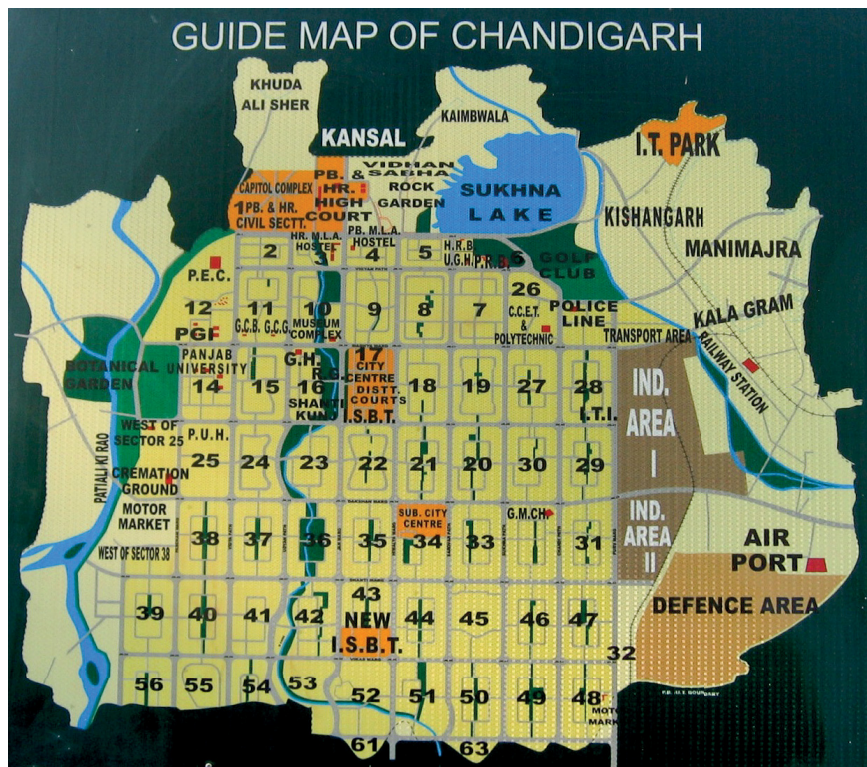 GUIDE MAP OF CHANDIGARH
KHUDA
ALI SHER
KAIMBWALA
KANSAL
I.T. PARK
CAPITOL COMPLEX
1 PB. & HR.
CIVIL SECTT.
PB. &
HR.
HIGH
COURT
VIDHAN
SABHA
ROCK
GARDEN
SUKHNA
LAKE
KISHANGARH
MANIMAJRA
HR. M.L.A.
HOSTEL
PB. M.L.A.
HOSTEL
2
3
4
5
H.R.B.
U.G.H.
P.R.B.
6
GOLF
CLUB
P.E.C.
12
PGI
11
G.C.B. G.C.G.
10
MUSEUM
COMPLEX
9
8
7
26
C.C.E.T.
&
POLYTECHNIC
POLICE
LINE
TRANSPORT AREA
KALA GRAM
RAILWAY STATION
BOTANICAL
GARDEN
PANJAB
UNIVERSITY
14
15
G.H.
R.G.
16
SHANTI
KUNJ
17
CITY
CENTRE
DISTT.
COURTS
I.S.B.T.
18
19
27
28
I.T.I.
IND.
AREA
I
WEST OF
SECTOR 25
P.U.H.
25
24
23
22
21
20
30
29
PATIALI KI RAO
CREMATION
GROUND
MOTOR
MARKET
WEST OF SECTOR 38
38
37
36
35
SUB. CITY
CENTRE
34
33
G.M.CH.
31
IND.
AREA
II
AIR
PORT
DEFENCE AREA
39
40
41
42
43
NEW
I.S.B.T.
44
45
46
47
32
56
55
54
53
52
51
50
49
48
61
63